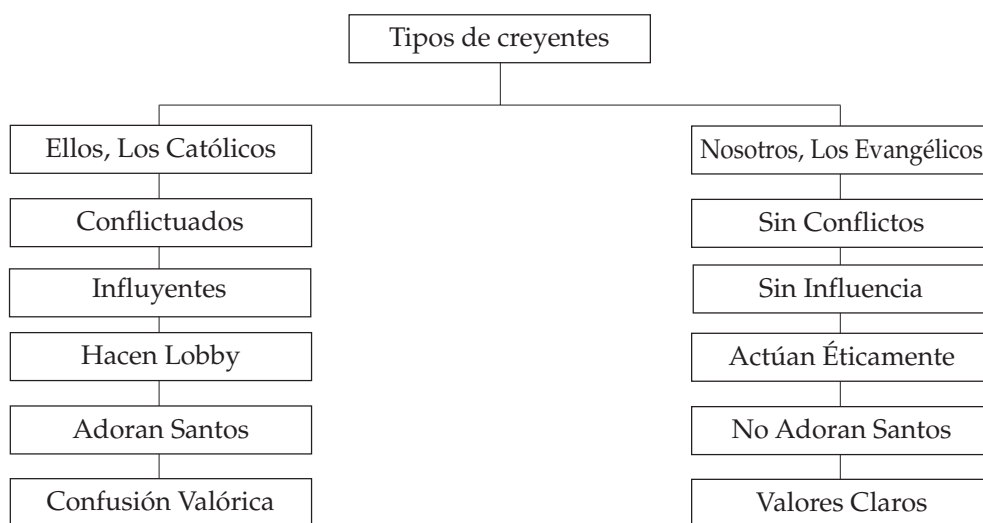 Tipos de creyentes
Ellos, Los Católicos
Conflictuados
Influyentes
Hacen Lobby
Adoran Santos
Confusión Valórica
Nosotros, Los Evangélicos
Sin Conflictos
Sin Influencia
Actúan Éticamente
No Adoran Santos
Valores Claros